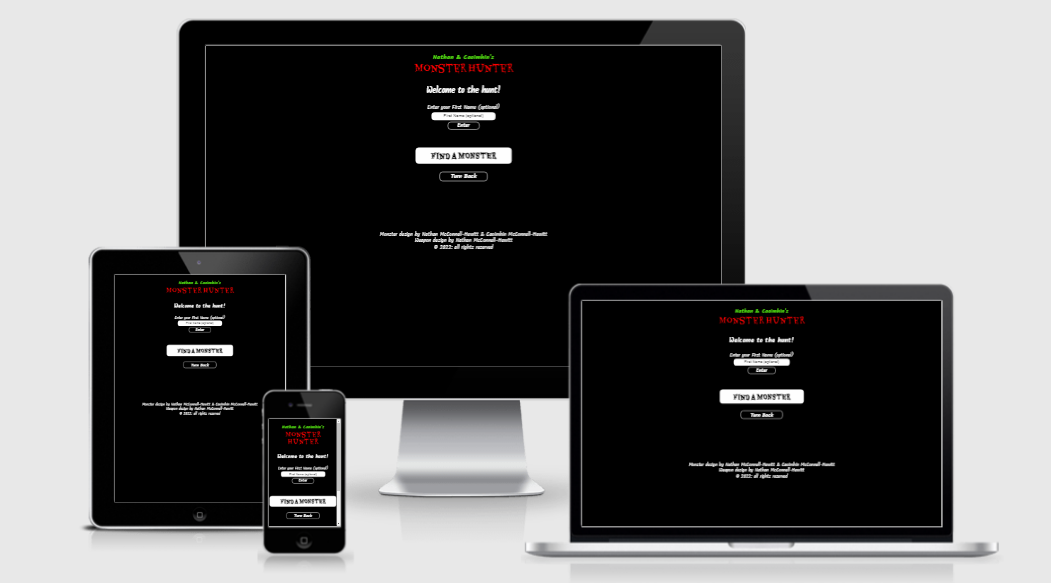 Nathan & Caoimhin's
MONSTER HUNTER
Welcome to the hunt!
Enter your First Name (optional)
First Name (optional)
Enter
FIND A MONSTER
Turn Back
Monster design by Nathan McConnell-Hewitt & Caoimhin McConnell-Hewitt
Weapon design by Nathan McConnell-Hewitt
© 2022: all rights reserved
Nathan & Caoimhin's
MONSTER HUNTER
Welcome to the hunt!
Enter your First Name (optional)
First Name (optional)
Enter
FIND A MONSTER
Turn Back
Monster design by Nathan McConnell-Hewitt & Caoimhin McConnell-Hewitt
Weapon design by Nathan McConnell-Hewitt
© 2022: all rights reserved
Nathan & Caoimhin's
MONSTER
HUNTER
Welcome to the hunt!
Enter your First Name (optional)
First Name (optional)
Enter
FIND A MONSTER
Turn Back
Nathan & Caoimhin's
MONSTER HUNTER
Welcome to the hunt!
Enter your First Name (optional)
First Name (optional)
Enter
FIND A MONSTER
Turn Back
Monster design by Nathan McConnell-Hewitt & Caoimhin McConnell-Hewitt
Weapon design by Nathan McConnell-Hewitt
© 2022: all rights reserved